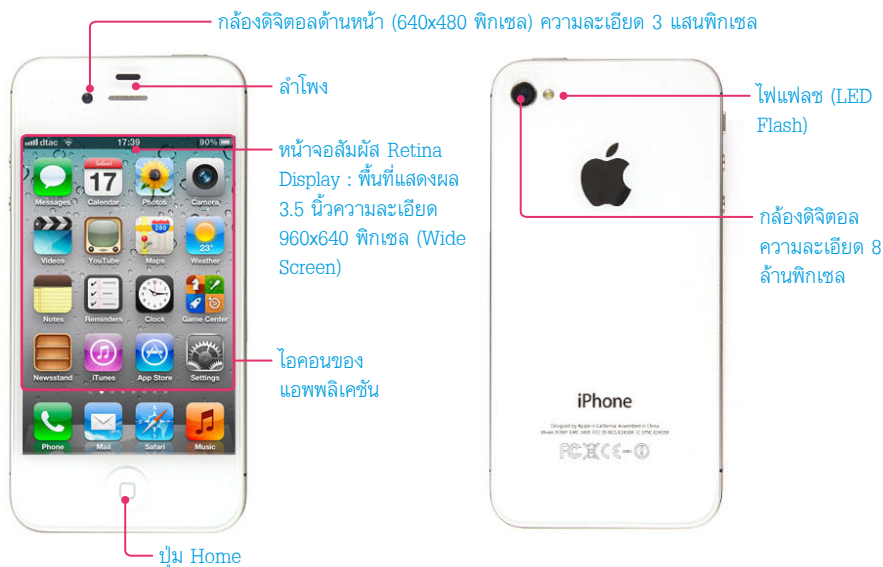 กล้องดิจิตอลด้านหน้า (640x480 พิกเซล) ความละเอียด 3 แสนพิกเซล
ลำโพง
ไฟแฟลช (LED
Flash)
หน้าจอสัมผัส Retina
Display : พื้นที่แสดงผล
3.5 นิ้วความละเอียด
960x640 พิกเซล (Wide
Screen)
กล้องดิจิตอล
ความละเอียด 8
ล้านพิกเซล
ไอคอนของ
แอพพลิเคชัน
ปุ่ม Home
dtac 17:39 90%
17
Messages Calendar Photos Camera
280
23°
Videos YouTube Maps Weather
Notes Reminders Clock Game Center
Newsstand iTunes App Store Settings
Phone Mail Safari Music
iPhone
Designed by Apple in California Assembled in China